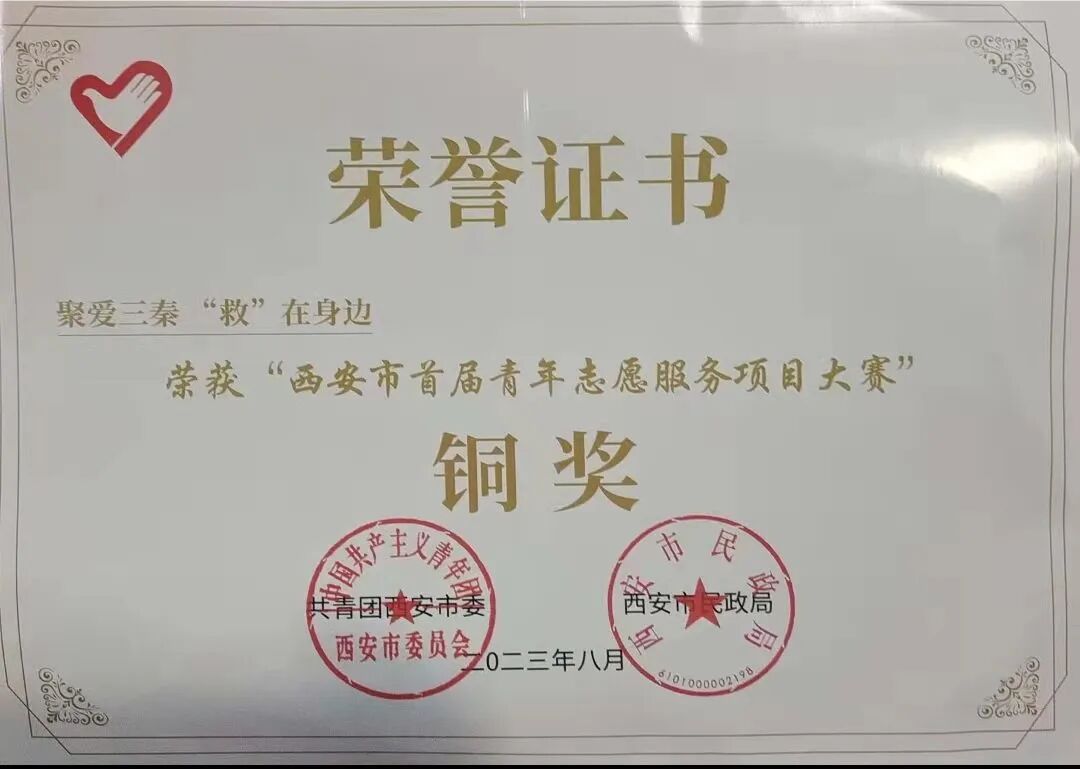 荣誉证书
聚爱三秦“救”在身边
荣获“西安市首届青年志愿服务项目大赛”
铜奖
中国共产主义青年团
共青团西安市委
西安市委员会
西安市民政局
西安市民政局
6101000002198
二〇二三年八月